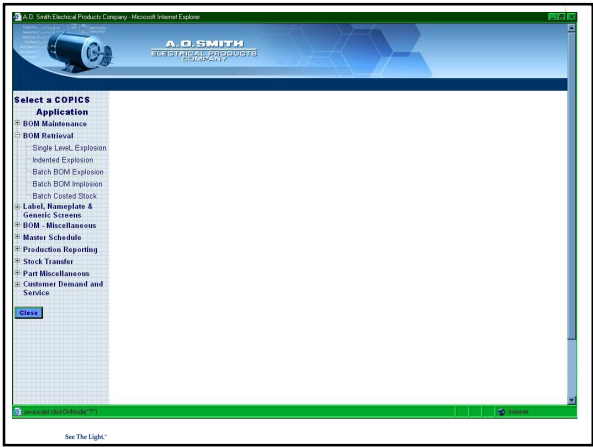 A.O. Smith Electrical Products Company - Microsoft Internet Explorer
A.O.SMITH
ELECTRICAL PRODUCTS
COMPANY
Select a COPICS
Application
BOM Maintenance
BOM Retrieval
Single LeveL Explosion
Indented Explosion
Batch BOM Explosion
Batch BOM Implosion
Batch Costed Stock
Label, Nameplate &
Generic Screens
BOM - Miscellaneous
Master Schedule
Production Reporting
Stock Transfer
Part Miscellaneous
Customer Demand and
Service
Close
javascript:clickOnNode("7")
Internet
See The Light.™